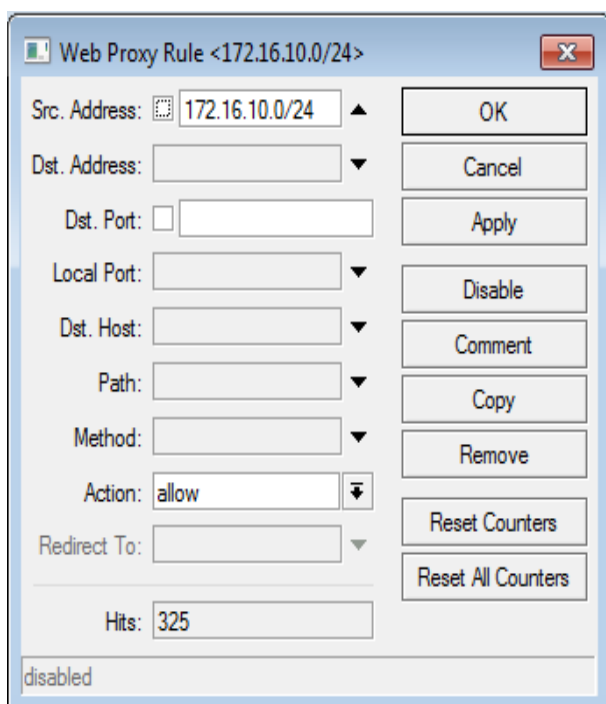 Web Proxy Rule <172.16.10.0/24>
Src. Address: 172.16.10.0/24
Dst. Address:
Dst. Port:
Local Port:
Dst. Host:
Path:
Method:
Action: allow
Redirect To:
Hits: 325
OK
Cancel
Apply
Disable
Comment
Copy
Remove
Reset Counters
Reset All Counters
disabled